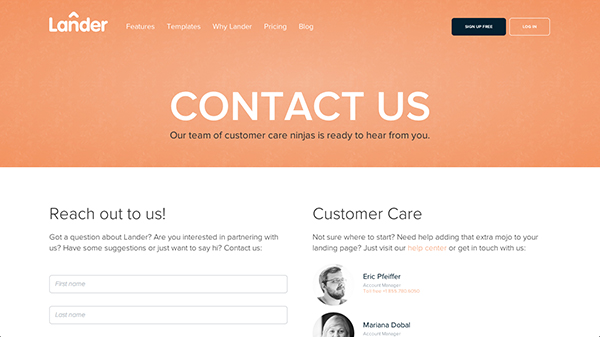 Lander Features Templates Why Lander Pricing Blog SIGN UP FREE LOG IN
CONTACT US
Our team of customer care ninjas is ready to hear from you.
Reach out to us!
Got a question about Lander? Are you interested in partnering with
us? Have some suggestions or just want to say hi? Contact us:
First name
Last name
Customer Care
Not sure where to start? Need help adding that extra mojo to your
landing page? Just visit our help center or get in touch with us:
Eric Pfeiffer
Account Manager
Toll Free
Mariana Dobal
Account Manager